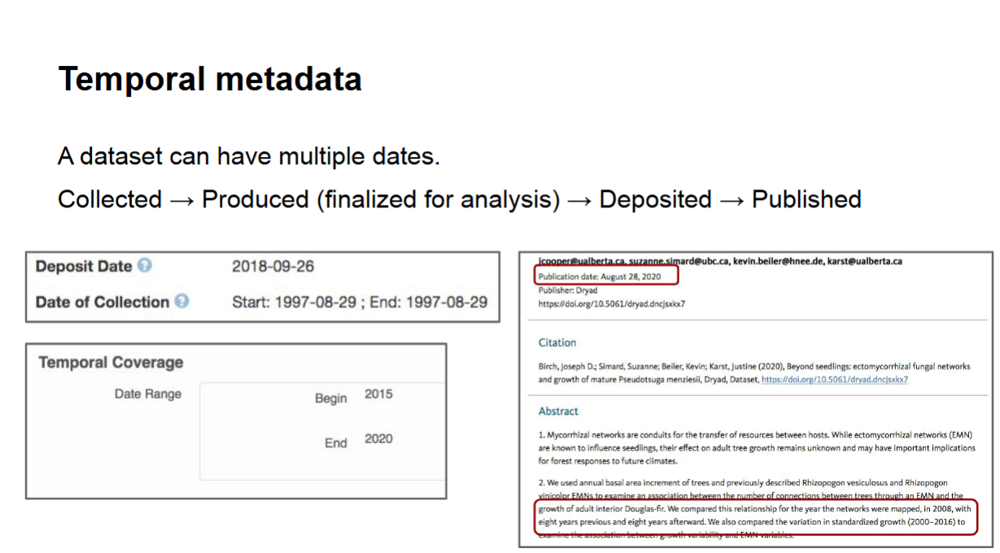 Temporal metadata
A dataset can have multiple dates.
Collected → Produced (finalized for analysis) → Deposited → Published
Deposit Date ? 2018-09-26
Date of Collection ? Start: 1997-08-29 ; End: 1997-08-29
Temporal Coverage
Date Range Begin 2015
End 2020
jcooper@ualberta.ca, suzanne.simard@ubc.ca, kevin.beiler@hnee.de, karst@ualberta.ca
Publication date: August 28, 2020
Publisher: Dryad
https://doi.org/10.5061/dryad.dncjsxkx7
Citation
Birch, Joseph D.; Simard, Suzanne; Beiler, Kevin; Karst, Justine (2020), Beyond seedlings: ectomycorrhizal fungal networks
and growth of mature Pseudotsuga menziesii, Dryad, Dataset, https://doi.org/10.5061/dryad.dncjsxkx7
Abstract
1. Mycorrhizal networks are conduits for the transfer of resources between hosts. While ectomycorrhizal networks (EMN)
are known to influence seedlings, their effect on adult tree growth remains unknown and may have important implications
for forest responses to future climates.
2. We used annual basal area increment of trees and previously described Rhizopogon vesiculosus and Rhizopogon
vinicolor EMNs to examine an association between the number of connections between trees through an EMN and the
growth of adult interior Douglas-fir. We compared this relationship for the year the networks were mapped, in 2008, with
eight years previous and eight years afterward. We also compared the variation in standardized growth (2000–2016) to
examine the association between growth variability and EMN variables.